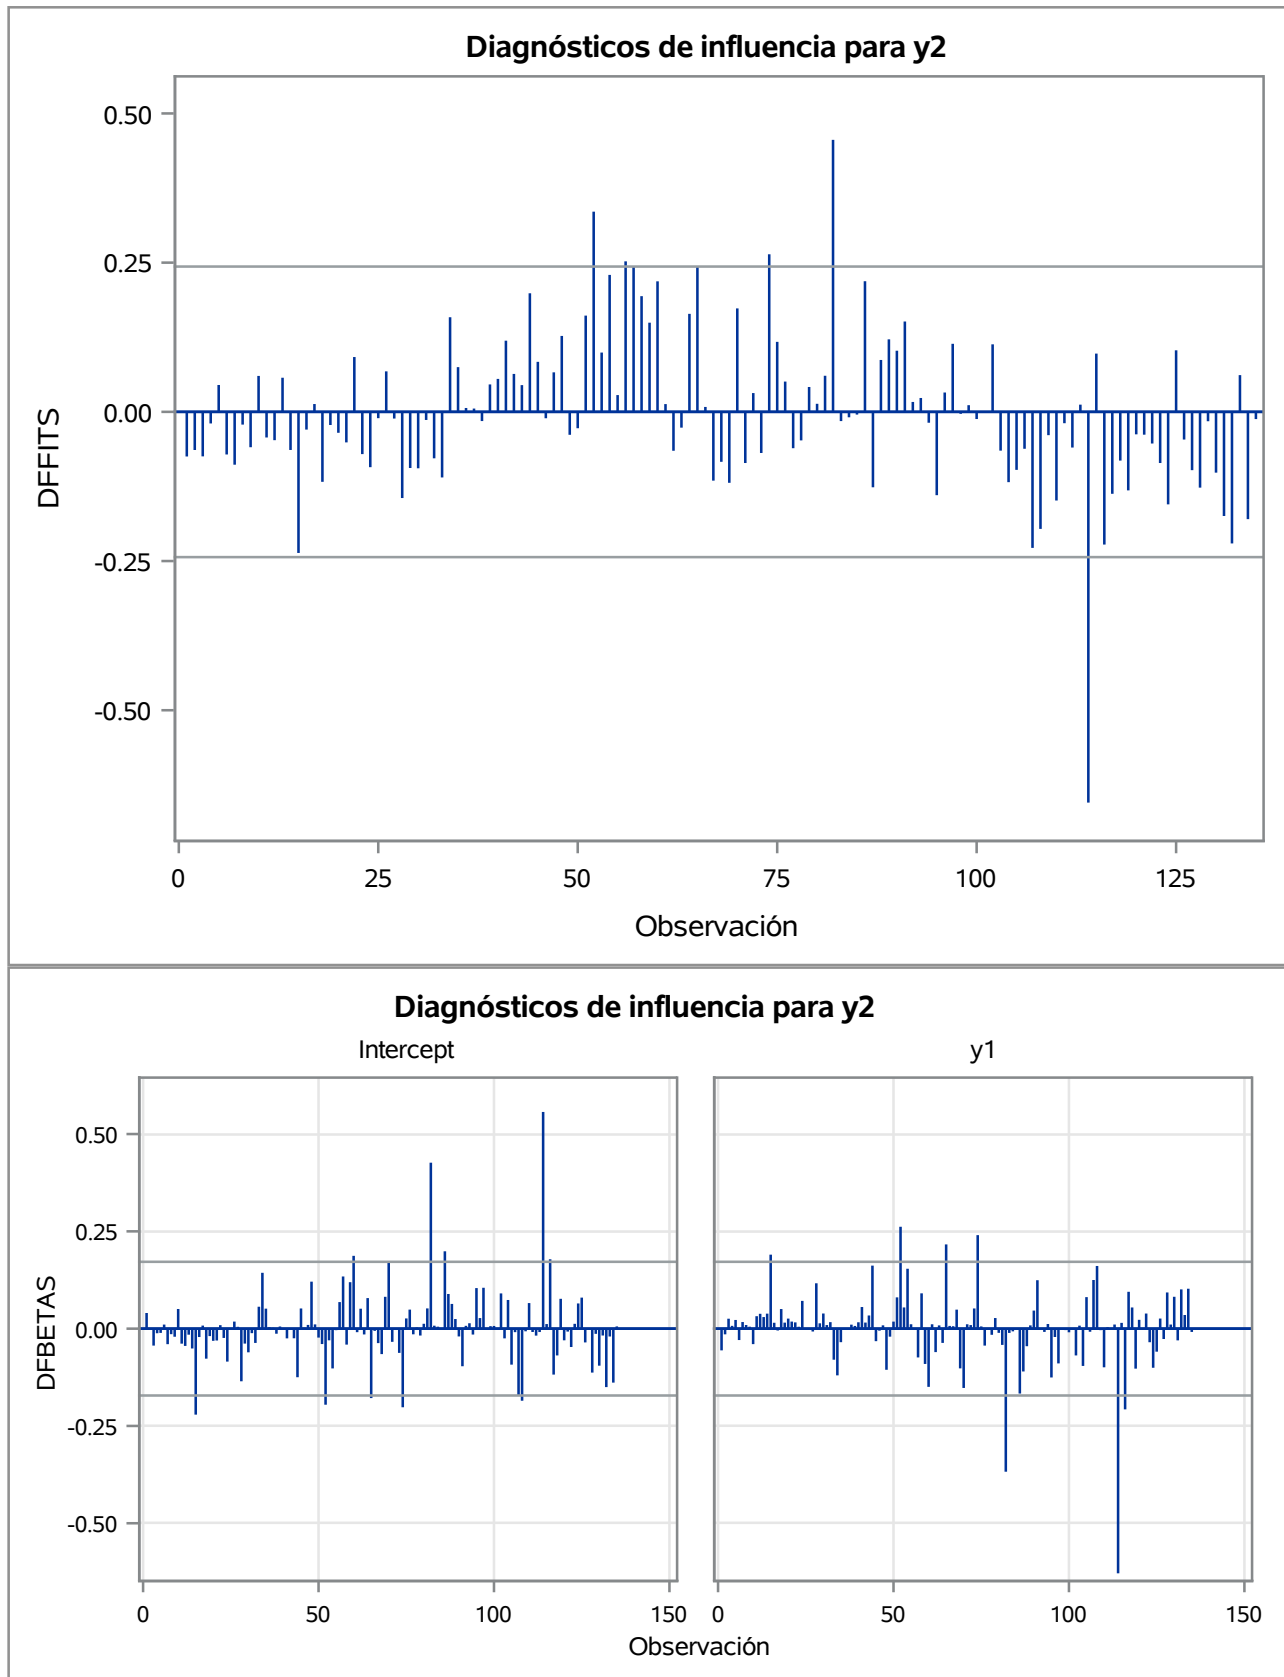 Diagnósticos de influencia para y2
0.50
0.25
0.00
-0.25
-0.50
DFFITS
0 25 50 75 100 125
Observación
Diagnósticos de influencia para y2
Intercept y1
0.50
0.25
0.00
-0.25
-0.50
DFBETAS
0 50 100 150 0 50 100 150
Observación